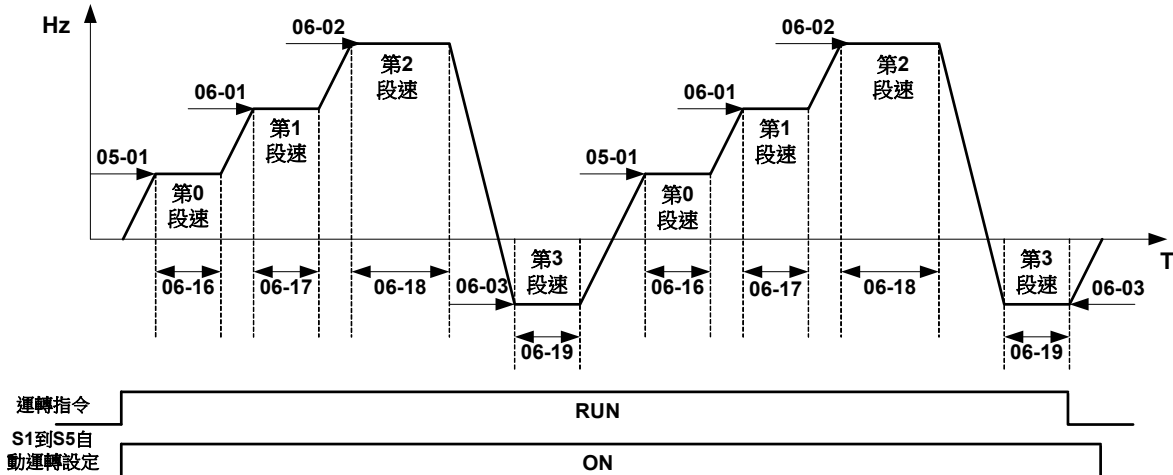 Hz
06-02
06-02
第2
段速
第2
段速
06-01
06-01
第1
段速
第1
段速
05-01
05-01
第0
段速
第0
段速
T
第3
段速
第3
段速
06-16
06-17
06-18
06-03
06-16
06-17
06-18
06-03
06-19
06-19
運轉指令
RUN
S1到S5自
動運轉設定
ON